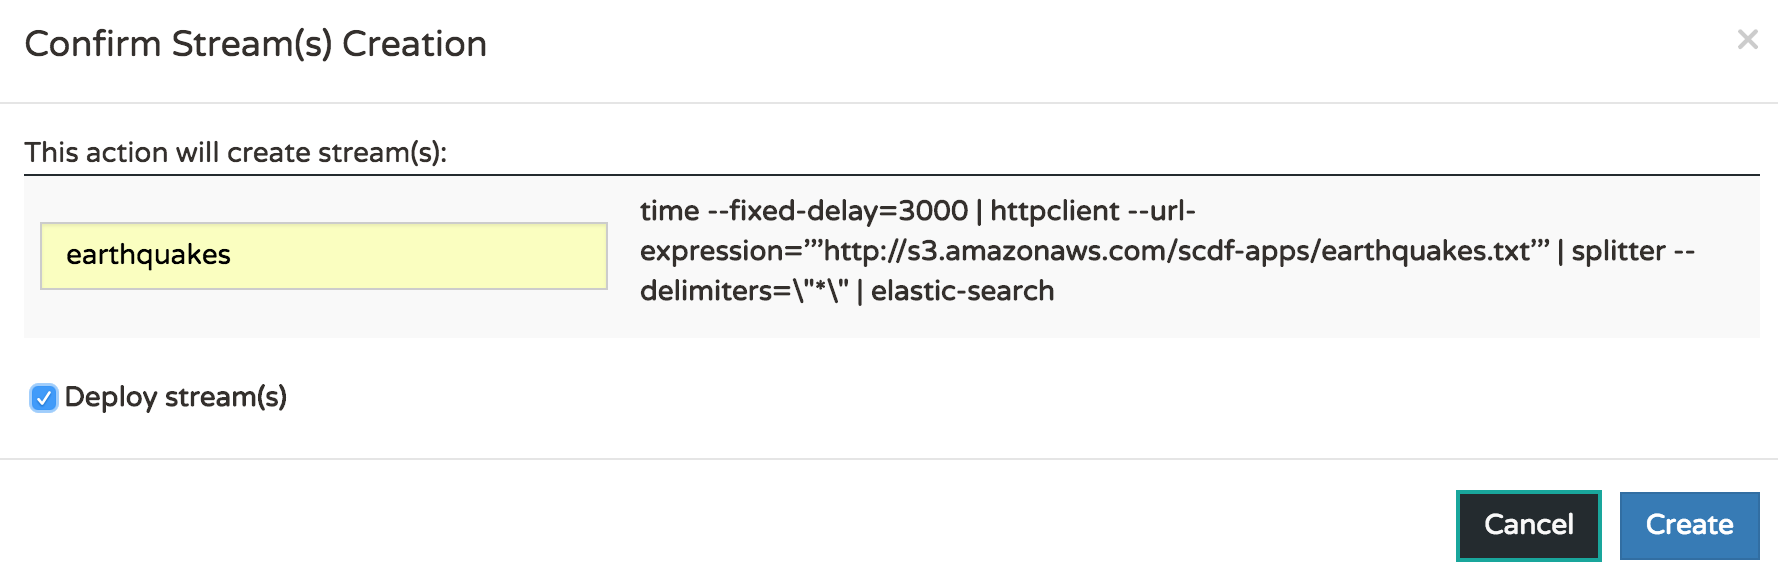 Confirm Stream(s) Creation
×
This action will create stream(s):
earthquakes
time --fixed-delay=3000 | httpclient --url-
expression=’’’http://s3.amazonaws.com/scdf-apps/earthquakes.txt’’’ | splitter --
delimiters=\"*\" | elastic-search
Deploy stream(s)
Cancel
Create